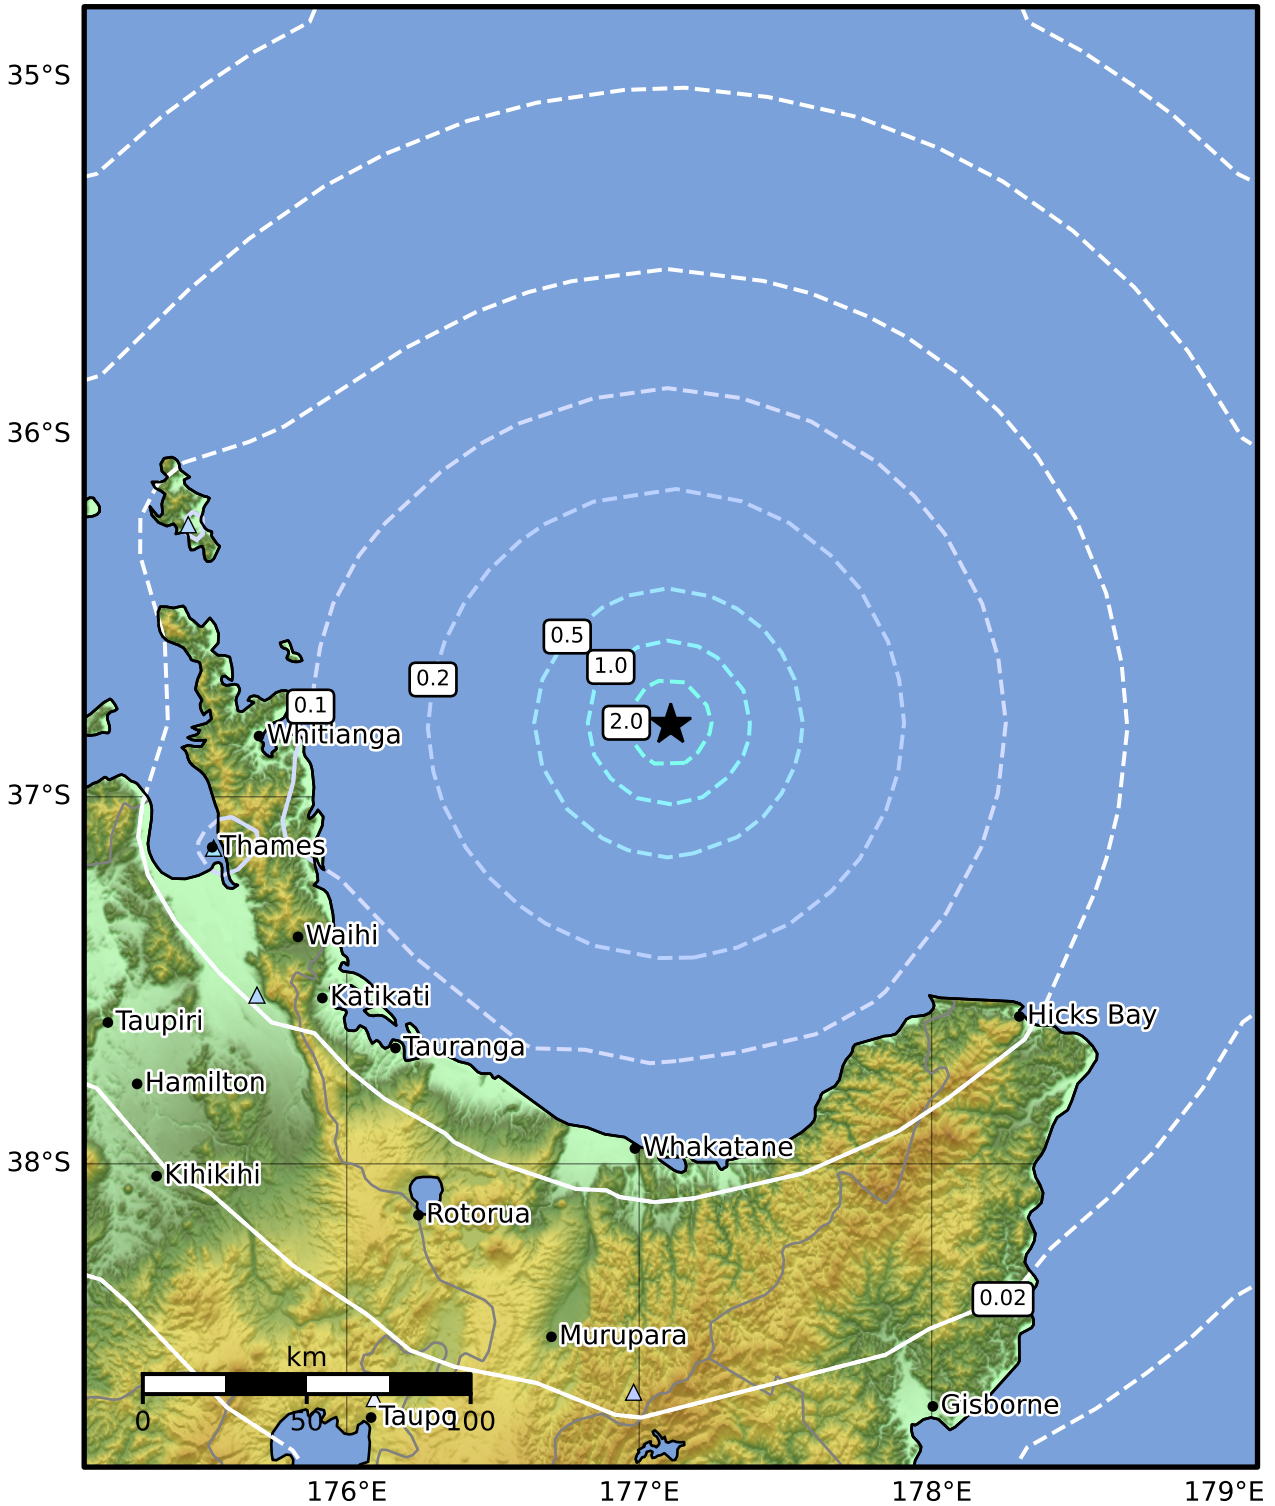 35°S
36°S
0.5
1.0
0.2
0.1
2.0
Whitianga
37°S
Thames
Waihi
Katikati
Hicks Bay
Taupiri
Tauranga
Hamilton
Whakatane
38°S
Kihikihi
Rotorua
0.02
Murupara
km
Gisborne
Taupo
0 50 100
176°E 177°E 178°E 179°E